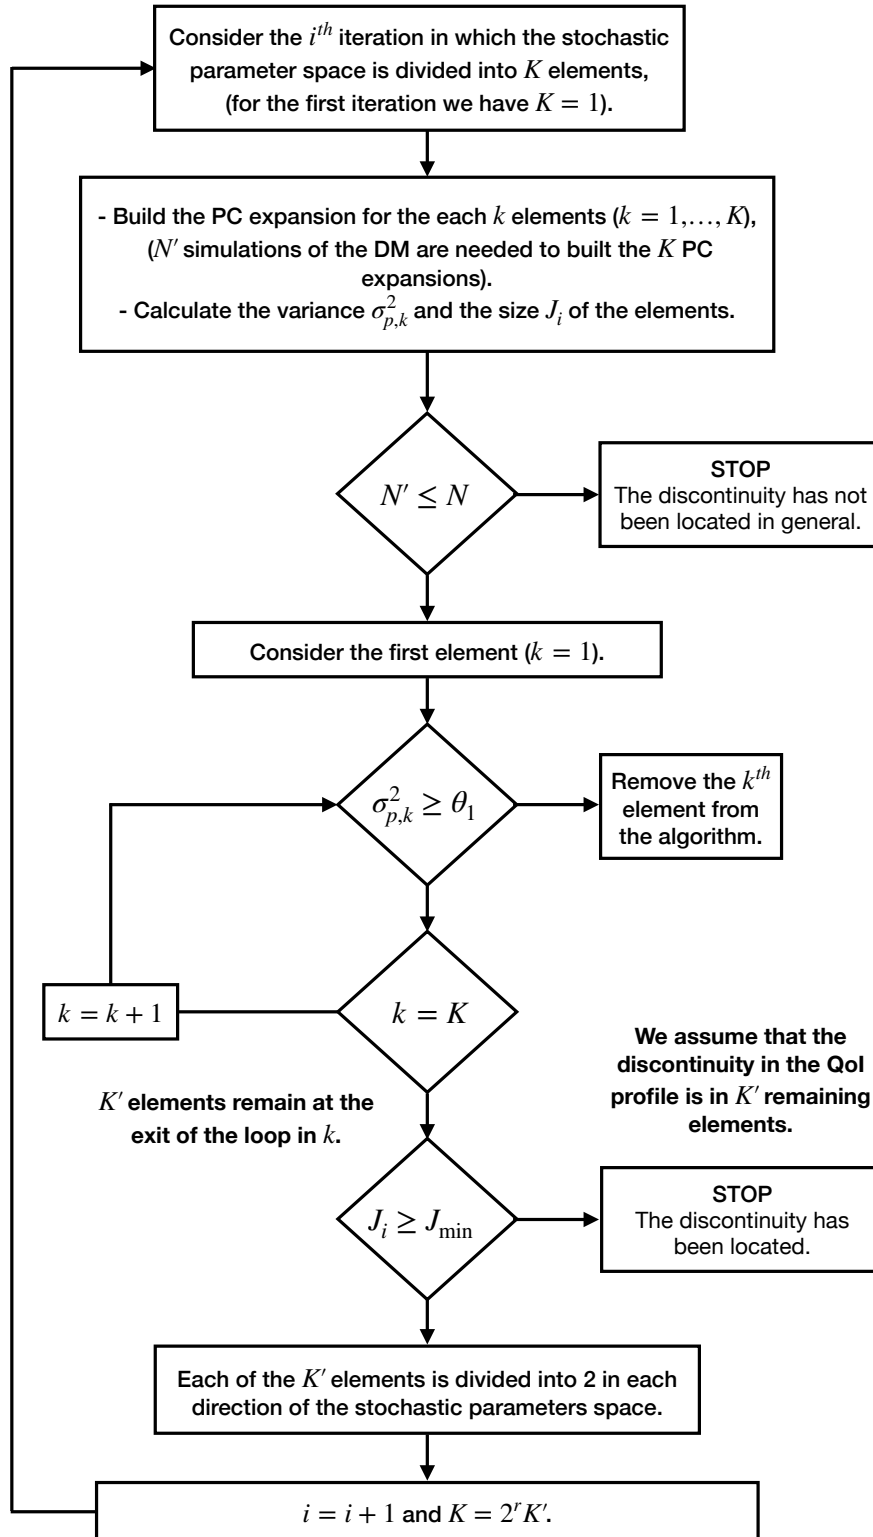 Consider the i^{th} iteration in which the stochastic
parameter space is divided into K elements,
(for the first iteration we have K = 1).
- Build the PC expansion for the each k elements (k = 1,…, K),
(N′ simulations of the DM are needed to built the K PC
expansions).
- Calculate the variance σ²_{p,k} and the size J_i of the elements.
N′ ≤ N
STOP
The discontinuity has not
been located in general.
Consider the first element (k = 1).
σ²_{p,k} ≥ θ_1
Remove the k^{th}
element from
the algorithm.
k = k + 1
k = K
K′ elements remain at the
exit of the loop in k.
We assume that the
discontinuity in the QoI
profile is in K′ remaining
elements.
J_i ≥ J_{min}
STOP
The discontinuity has
been located.
Each of the K′ elements is divided into 2 in each
direction of the stochastic parameters space.
i = i + 1 and K = 2^r K′.